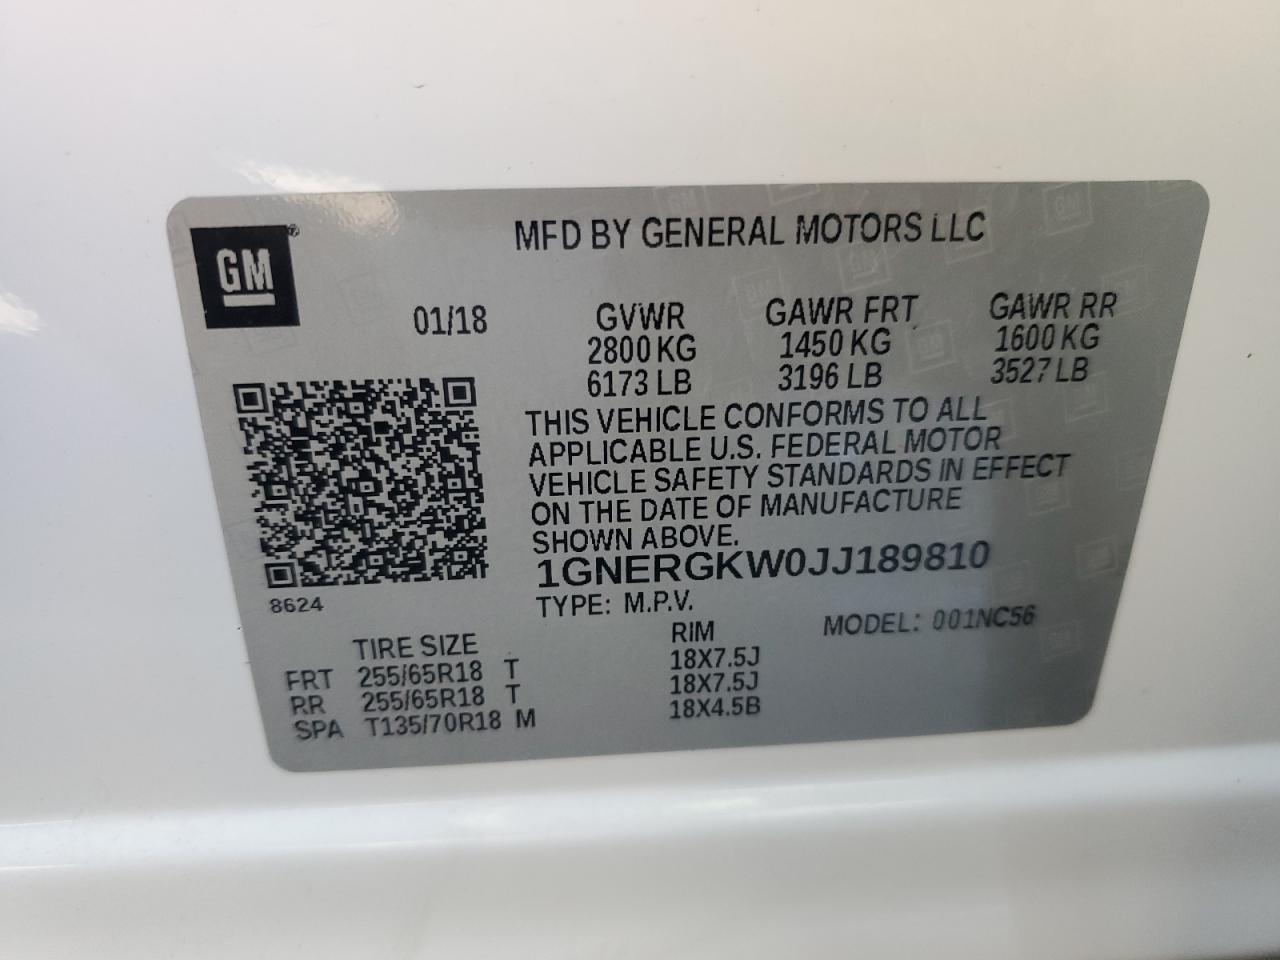 GM
MFD BY GENERAL MOTORS LLC
01/18
GVWR GAWR FRT GAWR RR
2800 KG 1450 KG 1600 KG
6173 LB 3196 LB 3527 LB
THIS VEHICLE CONFORMS TO ALL
APPLICABLE U.S. FEDERAL MOTOR
VEHICLE SAFETY STANDARDS IN EFFECT
ON THE DATE OF MANUFACTURE
SHOWN ABOVE.
1GNERGKW0JJ189810
8624
TYPE: M.P.V. MODEL: 001NC56
TIRE SIZE RIM
FRT 255/65R18 T 18X7.5J
RR 255/65R18 T 18X7.5J
SPA T135/70R18 M 18X4.5B